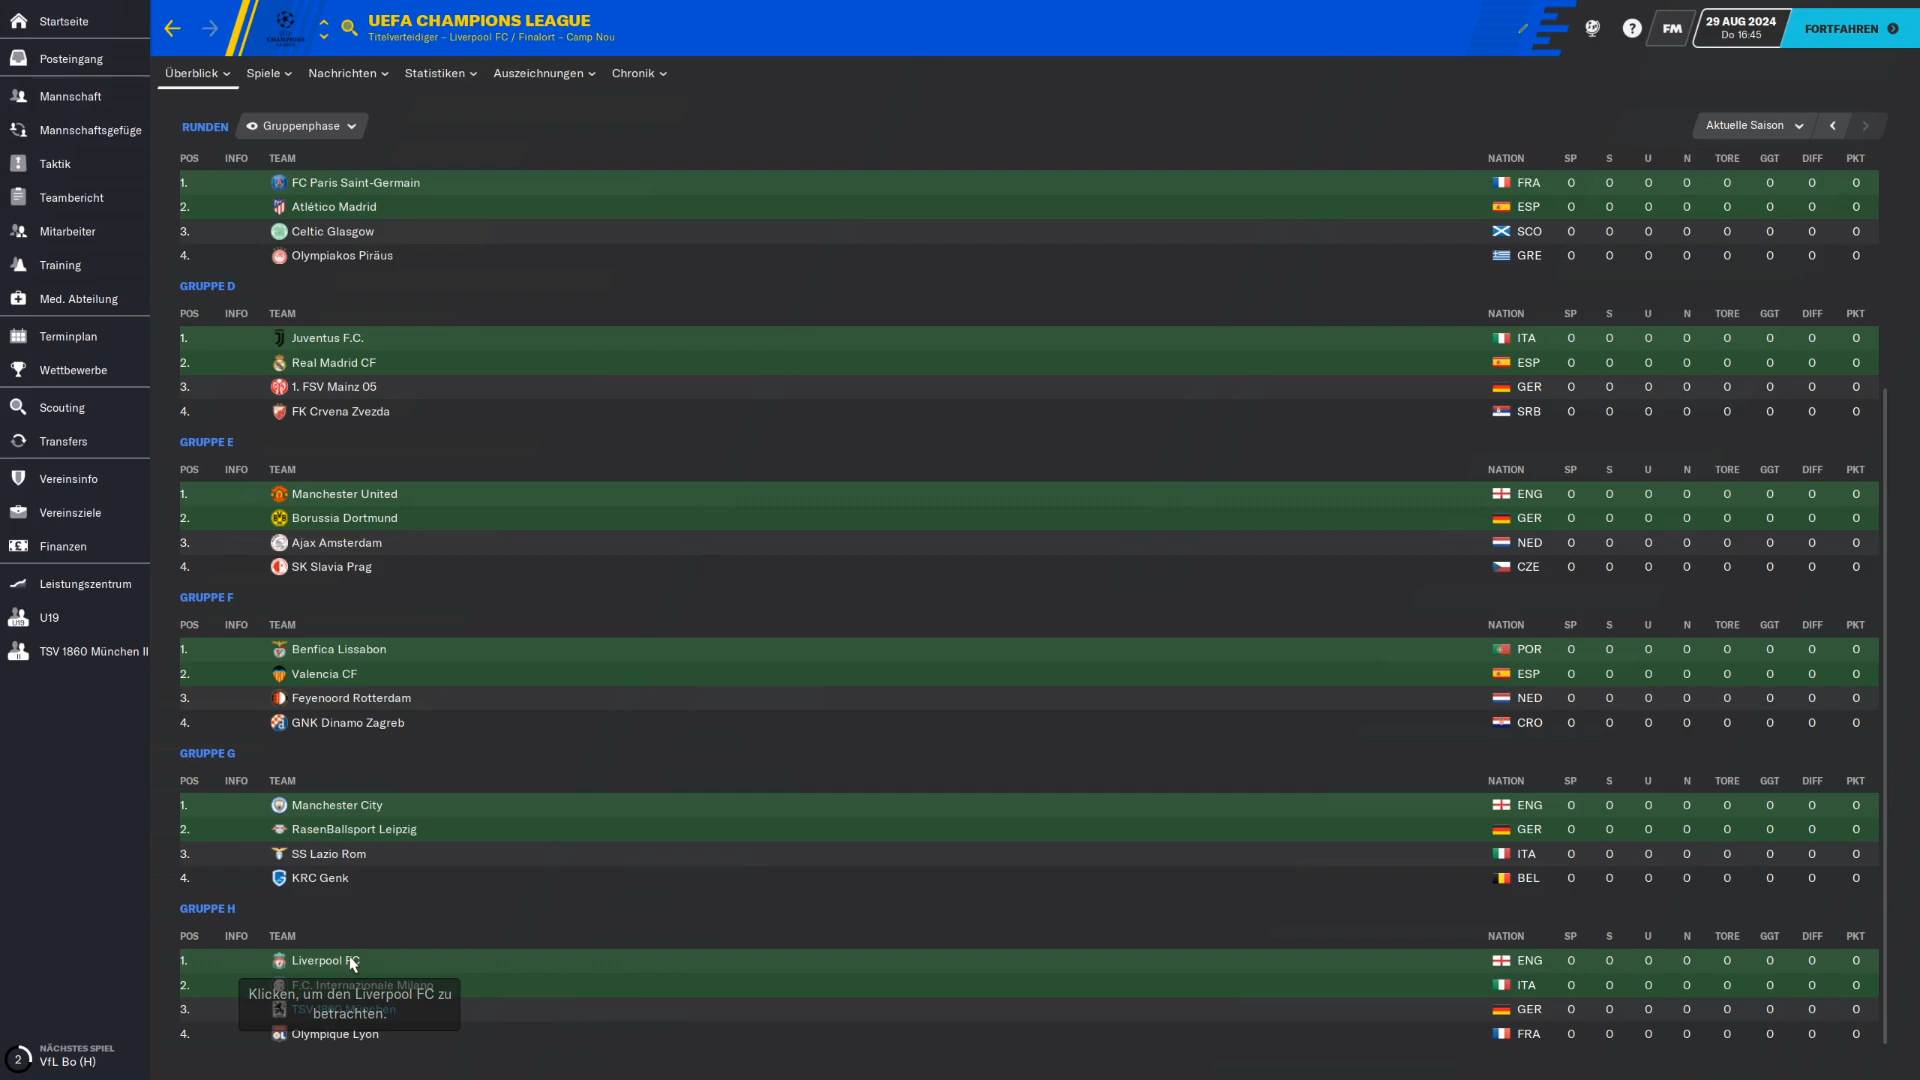 Startseite
Posteingang
Mannschaft
Mannschaftsgefüge
Taktik
Teambericht
Mitarbeiter
Training
Med. Abteilung
Terminplan
Wettbewerbe
Scouting
Transfers
Vereinsinfo
Vereinsziele
Finanzen
Leistungszentrum
U19
TSV 1860 München II
NÄCHSTES SPIEL
2 VfL Bo (H)
UEFA CHAMPIONS LEAGUE
Titelverteidiger – Liverpool FC / Finalort – Camp Nou
? FM 29 AUG 2024 FORTFAHREN
Do 16:45
Überblick Spiele Nachrichten Statistiken Auszeichnungen Chronik
RUNDEN Gruppenphase Aktuelle Saison
POS INFO TEAM NATION SP S U N TORE GGT DIFF PKT
1. FC Paris Saint-Germain FRA 0 0 0 0 0 0 0 0
2. Atlético Madrid ESP 0 0 0 0 0 0 0 0
3. Celtic Glasgow SCO 0 0 0 0 0 0 0 0
4. Olympiakos Piräus GRE 0 0 0 0 0 0 0 0
GRUPPE D
POS INFO TEAM NATION SP S U N TORE GGT DIFF PKT
1. Juventus F.C. ITA 0 0 0 0 0 0 0 0
2. Real Madrid CF ESP 0 0 0 0 0 0 0 0
3. 1. FSV Mainz 05 GER 0 0 0 0 0 0 0 0
4. FK Crvena Zvezda SRB 0 0 0 0 0 0 0 0
GRUPPE E
POS INFO TEAM NATION SP S U N TORE GGT DIFF PKT
1. Manchester United ENG 0 0 0 0 0 0 0 0
2. Borussia Dortmund GER 0 0 0 0 0 0 0 0
3. Ajax Amsterdam NED 0 0 0 0 0 0 0 0
4. SK Slavia Prag CZE 0 0 0 0 0 0 0 0
GRUPPE F
POS INFO TEAM NATION SP S U N TORE GGT DIFF PKT
1. Benfica Lissabon POR 0 0 0 0 0 0 0 0
2. Valencia CF ESP 0 0 0 0 0 0 0 0
3. Feyenoord Rotterdam NED 0 0 0 0 0 0 0 0
4. GNK Dinamo Zagreb CRO 0 0 0 0 0 0 0 0
GRUPPE G
POS INFO TEAM NATION SP S U N TORE GGT DIFF PKT
1. Manchester City ENG 0 0 0 0 0 0 0 0
2. RasenBallsport Leipzig GER 0 0 0 0 0 0 0 0
3. SS Lazio Rom ITA 0 0 0 0 0 0 0 0
4. KRC Genk BEL 0 0 0 0 0 0 0 0
GRUPPE H
POS INFO TEAM NATION SP S U N TORE GGT DIFF PKT
1. Liverpool FC ENG 0 0 0 0 0 0 0 0
2. F.C. Internazionale Milano ITA 0 0 0 0 0 0 0 0
Klicken, um den Liverpool FC zu
3. TSV 1860 München GER 0 0 0 0 0 0 0 0
betrachten.
4. Olympique Lyon FRA 0 0 0 0 0 0 0 0